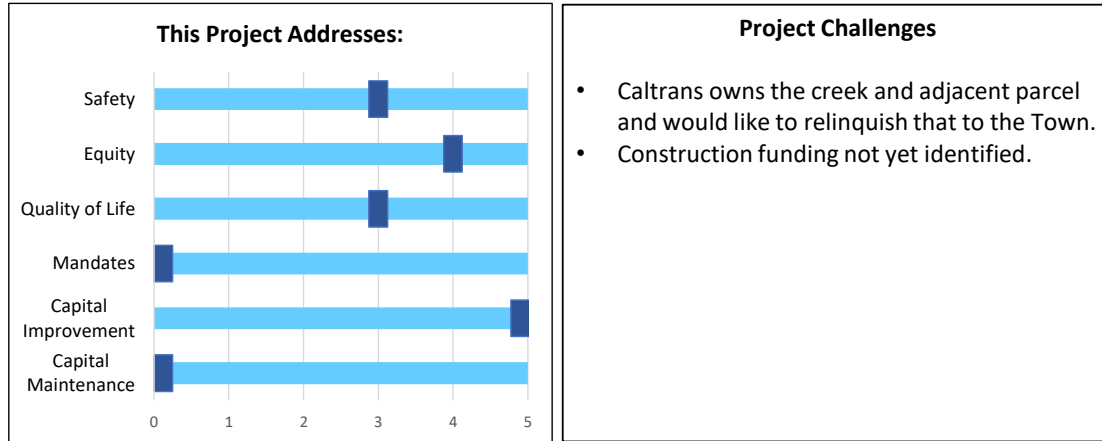 This Project Addresses:
Safety
Equity
Quality of Life
Mandates
Capital
Improvement
Capital
Maintenance
0 1 2 3 4 5
Project Challenges
• Caltrans owns the creek and adjacent parcel
and would like to relinquish that to the Town.
• Construction funding not yet identified.